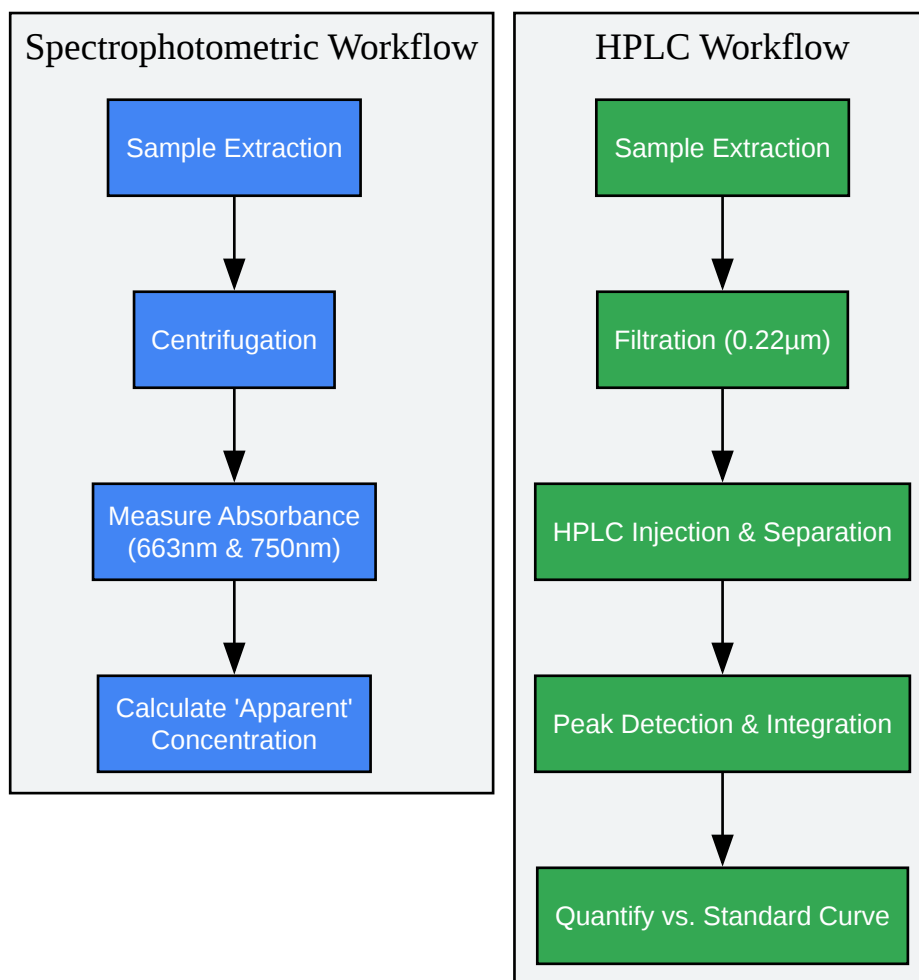 Spectrophotometric Workflow
Sample Extraction
Centrifugation
Measure Absorbance
(663nm & 750nm)
Calculate 'Apparent'
Concentration
HPLC Workflow
Sample Extraction
Filtration (0.22µm)
HPLC Injection & Separation
Peak Detection & Integration
Quantify vs. Standard Curve